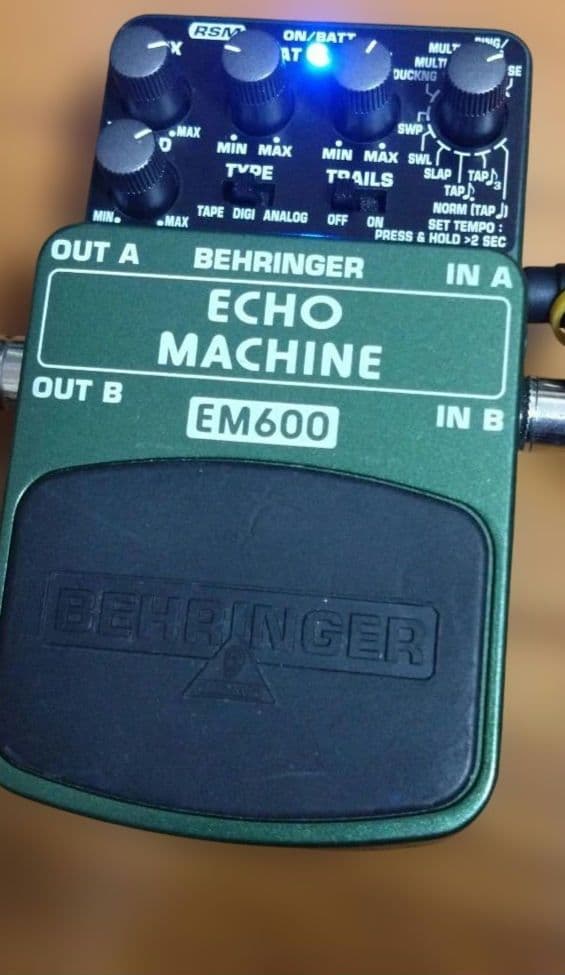 RSM ON/BATT
MAX
MIN MAX MIN MAX
TYPE TRAILS
MIN MAX
TAPE DIGI ANALOG OFF ON
DUCKNG
SWP
SWL
SLAP
TAP♪3
TAP♪
NORM (TAP♩)
SET TEMPO :
PRESS & HOLD >2 SEC
OUT A BEHRINGER IN A
ECHO
MACHINE
OUT B EM600 IN B
BEHRINGER